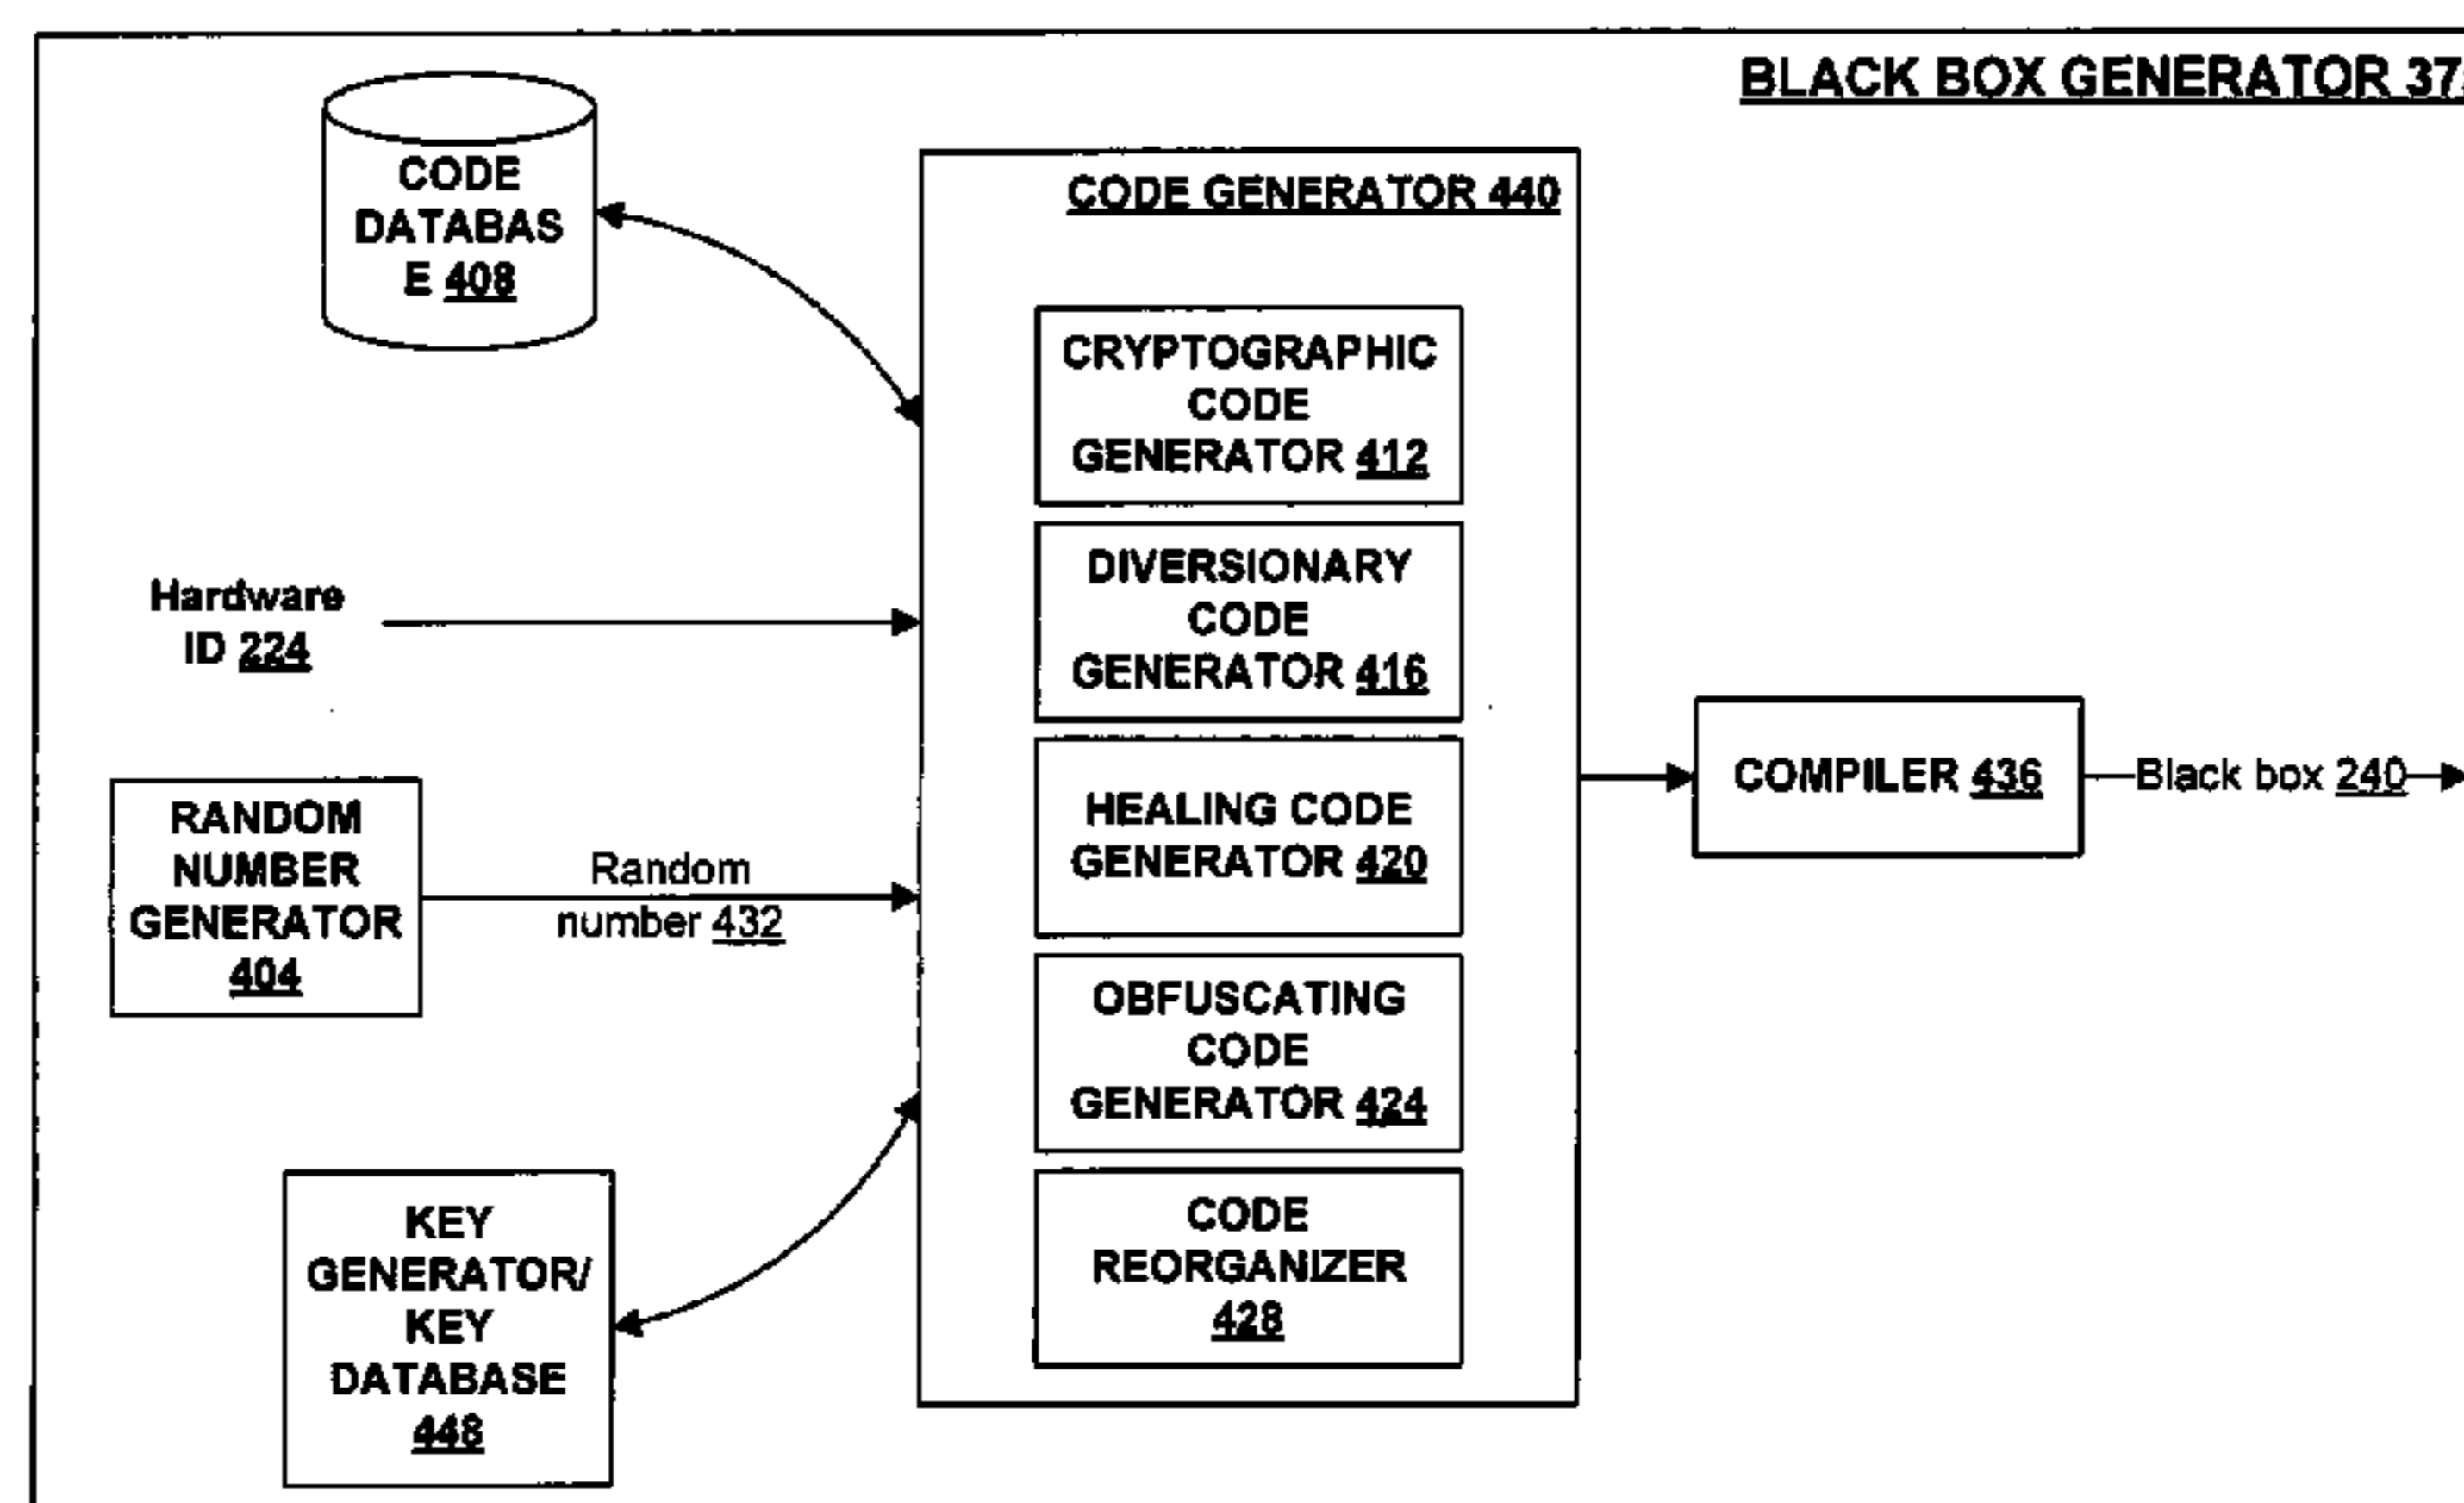 BLACK BOX GENERATOR
CODE
DATABAS
E 408
CODE GENERATOR 440
CRYPTOGRAPHIC
CODE
GENERATOR 412
DIVERSIONARY
CODE
GENERATOR 416
Hardware
ID 224
HEALING CODE
GENERATOR 420
COMPILER 436
Black box 240
RANDOM
NUMBER
GENERATOR
404
Random
number 432
OBFUSCATING
CODE
GENERATOR 424
KEY
GENERATOR/
KEY
DATABASE
448
CODE
REORGANIZER
428